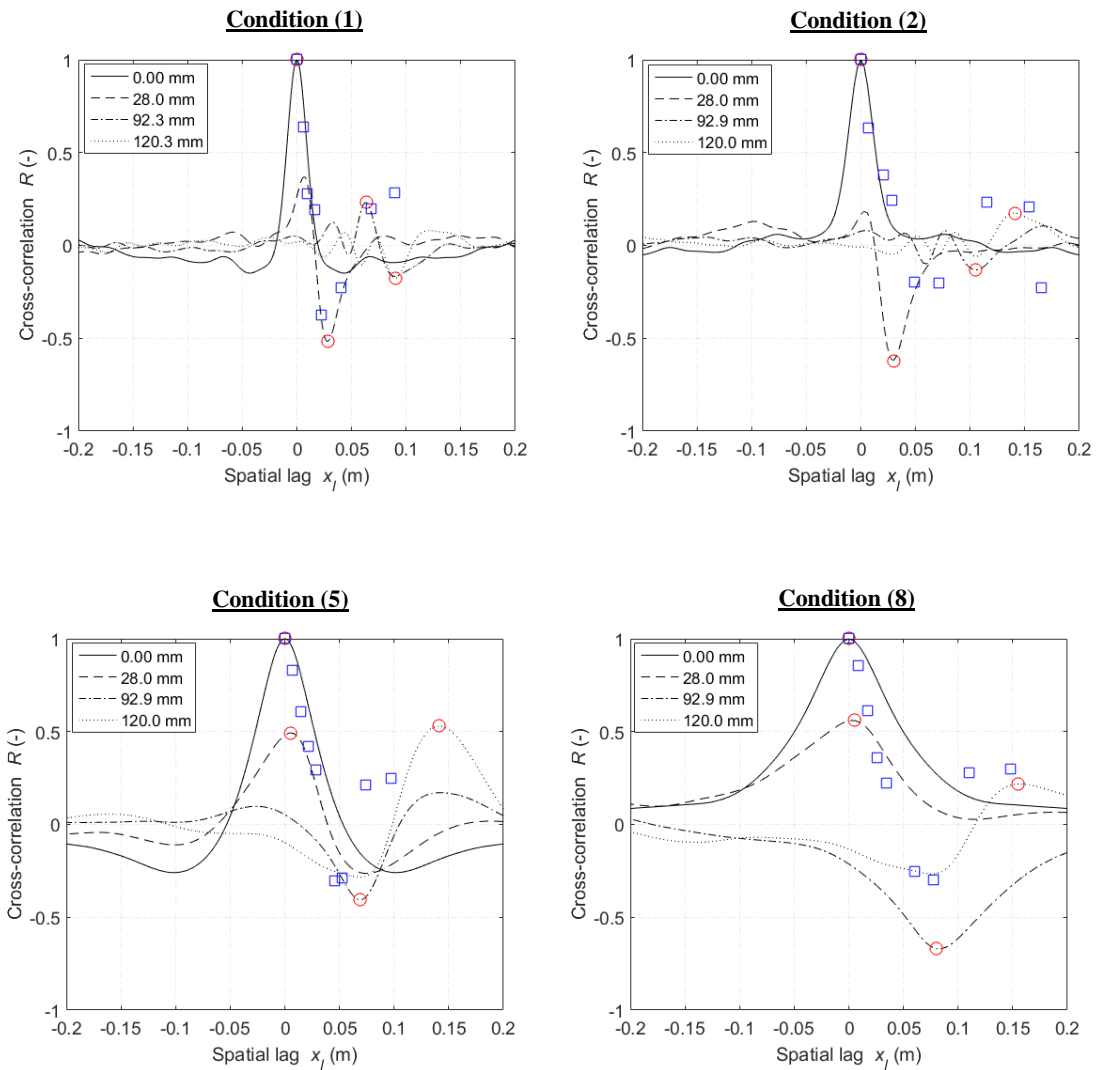 Condition (1)
0.00 mm
28.0 mm
92.3 mm
120.3 mm
1
0.5
0
-0.5
-1
Cross-correlation R (-)
-0.2 -0.15 -0.1 -0.05 0 0.05 0.1 0.15 0.2
Spatial lag x_l (m)
Condition (2)
0.00 mm
28.0 mm
92.9 mm
120.0 mm
1
0.5
0
-0.5
-1
Cross-correlation R (-)
-0.2 -0.15 -0.1 -0.05 0 0.05 0.1 0.15 0.2
Spatial lag x_l (m)
Condition (5)
0.00 mm
28.0 mm
92.9 mm
120.0 mm
1
0.5
0
-0.5
-1
Cross-correlation R (-)
-0.2 -0.15 -0.1 -0.05 0 0.05 0.1 0.15 0.2
Spatial lag x_l (m)
Condition (8)
0.00 mm
28.0 mm
92.9 mm
120.0 mm
1
0.5
0
-0.5
-1
Cross-correlation R (-)
-0.2 -0.15 -0.1 -0.05 0 0.05 0.1 0.15 0.2
Spatial lag x_l (m)